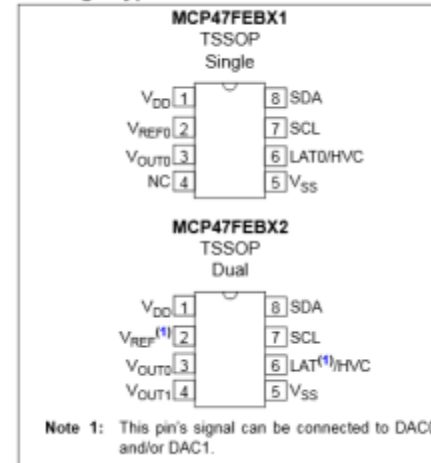 MCP47FEBX1
TSSOP
Single
VDD 1 8 SDA
VREF0 2 7 SCL
VOUT0 3 6 LAT0/HVC
NC 4 5 VSS
MCP47FEBX2
TSSOP
Dual
VDD 1 8 SDA
VREF(1) 2 7 SCL
VOUT0 3 6 LAT(1)/HVC
VOUT1 4 5 VSS
Note 1: This pin's signal can be connected to DAC0
and/or DAC1.